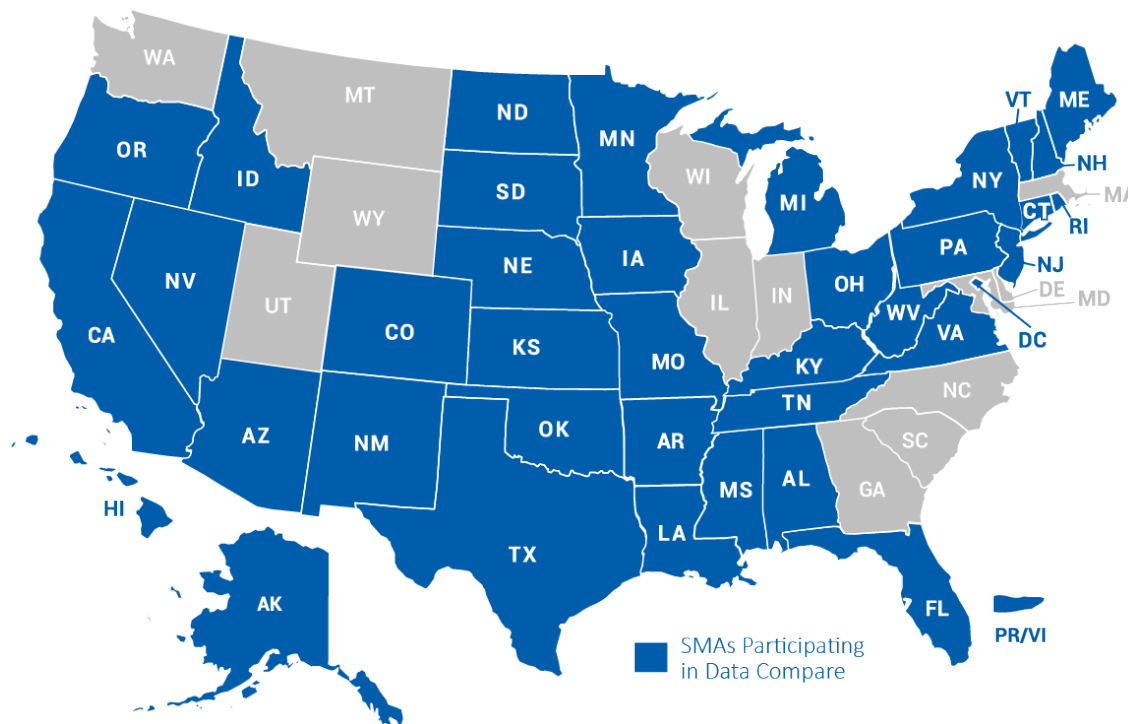 WA
MT
ND
MN
VT
ME
OR
ID
SD
WI
MI
NY
NH
MA
WY
CT
RI
NE
IA
PA
NJ
NV
UT
IL
IN
OH
DE
MD
CA
CO
KS
MO
WV
VA
DC
KY
NC
TN
AZ
NM
OK
AR
SC
MS
AL
GA
HI
TX
LA
AK
FL
PR/VI
SMAs Participating
in Data Compare